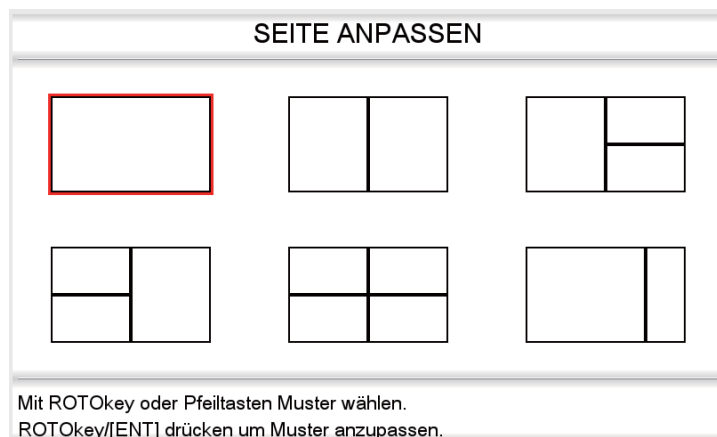 SEITE ANPASSEN
Mit ROTOkey oder Pfeiltasten Muster wählen.
ROTOkey/[ENT] drücken um Muster anzupassen.